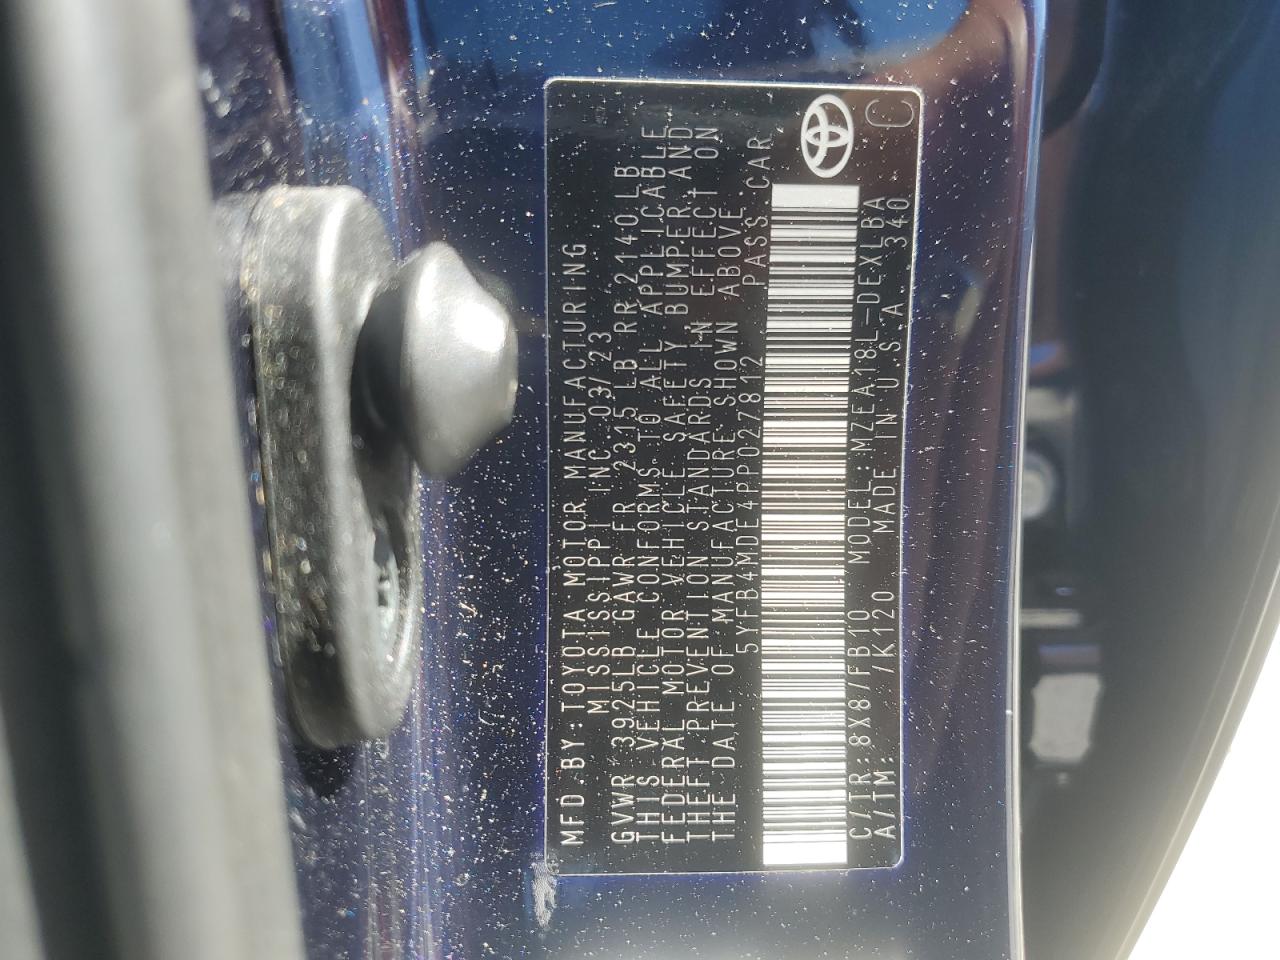 MFD BY: TOYOTA MOTOR MANUFACTURING
MISSISSIPPI INC. 03/23
GVWR 3925LB GAWR FR 2315 LB RR 2140 LB
THIS VEHICLE CONFORMS TO ALL APPLICABLE
FEDERAL MOTOR VEHICLE SAFETY BUMPER AND
THEFT PREVENTION STANDARDS IN EFFECT ON
THE DATE OF MANUFACTURE SHOWN ABOVE.
5YFB4MDE4PP027812 PASS. CAR
C/TR: 8X8/FB10 MODEL: MZEA18L-DEXLBA
A/TM: /K120 MADE IN U.S.A. 340
C